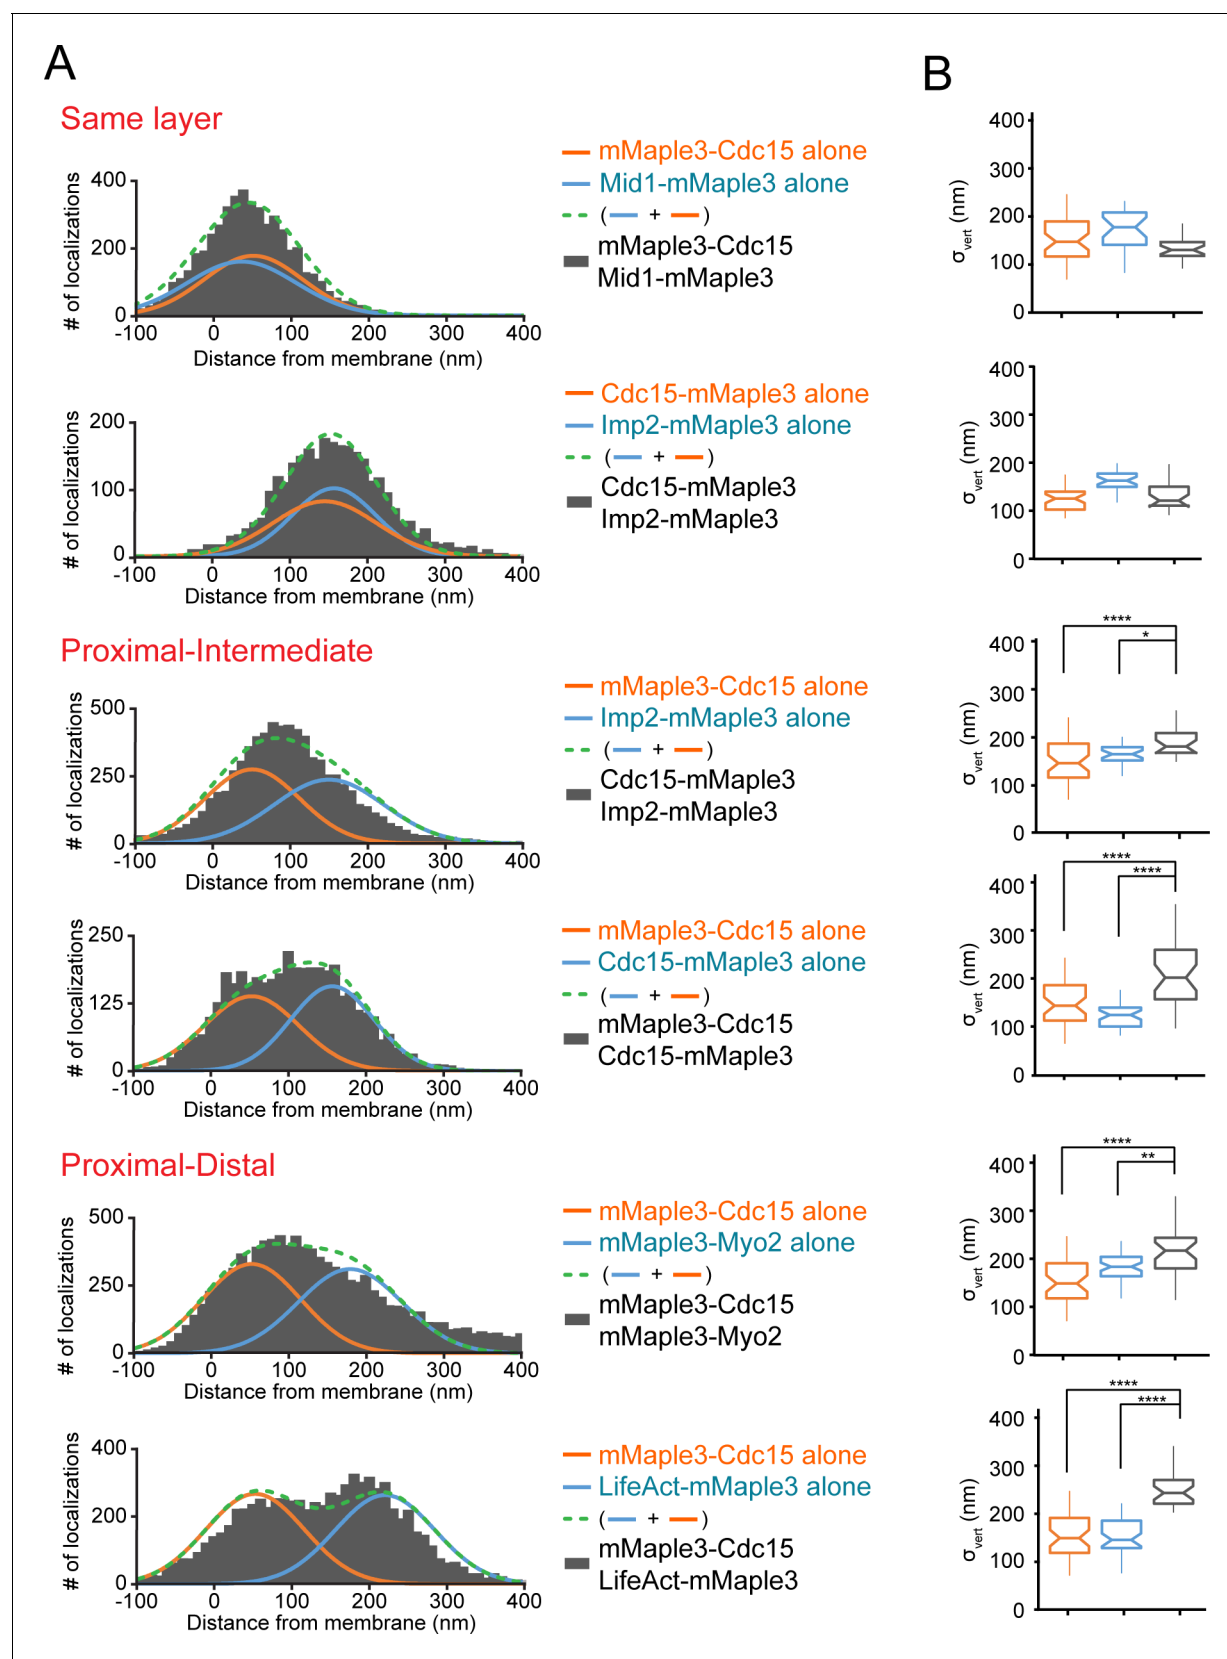 A
B
Same layer
mMaple3-Cdc15 alone
Mid1-mMaple3 alone
( + )
mMaple3-Cdc15
Mid1-mMaple3
# of localizations
400
200
0
-100 0 100 200 300 400
Distance from membrane (nm)
σvert (nm)
400
300
200
100
0
Cdc15-mMaple3 alone
Imp2-mMaple3 alone
( + )
Cdc15-mMaple3
Imp2-mMaple3
# of localizations
200
100
0
-100 0 100 200 300 400
Distance from membrane (nm)
σvert (nm)
400
300
200
100
0
Proximal-Intermediate
mMaple3-Cdc15 alone
Imp2-mMaple3 alone
( + )
Cdc15-mMaple3
Imp2-mMaple3
# of localizations
500
250
0
-100 0 100 200 300 400
Distance from membrane (nm)
****
*
σvert (nm)
400
300
200
100
0
mMaple3-Cdc15 alone
Cdc15-mMaple3 alone
( + )
mMaple3-Cdc15
Cdc15-mMaple3
# of localizations
250
125
0
-100 0 100 200 300 400
Distance from membrane (nm)
****
****
σvert (nm)
400
300
200
100
0
Proximal-Distal
mMaple3-Cdc15 alone
mMaple3-Myo2 alone
( + )
mMaple3-Cdc15
mMaple3-Myo2
# of localizations
500
250
0
-100 0 100 200 300 400
Distance from membrane (nm)
****
**
σvert (nm)
400
300
200
100
0
mMaple3-Cdc15 alone
LifeAct-mMaple3 alone
( + )
mMaple3-Cdc15
LifeAct-mMaple3
# of localizations
400
200
0
-100 0 100 200 300 400
Distance from membrane (nm)
****
****
σvert (nm)
400
300
200
100
0